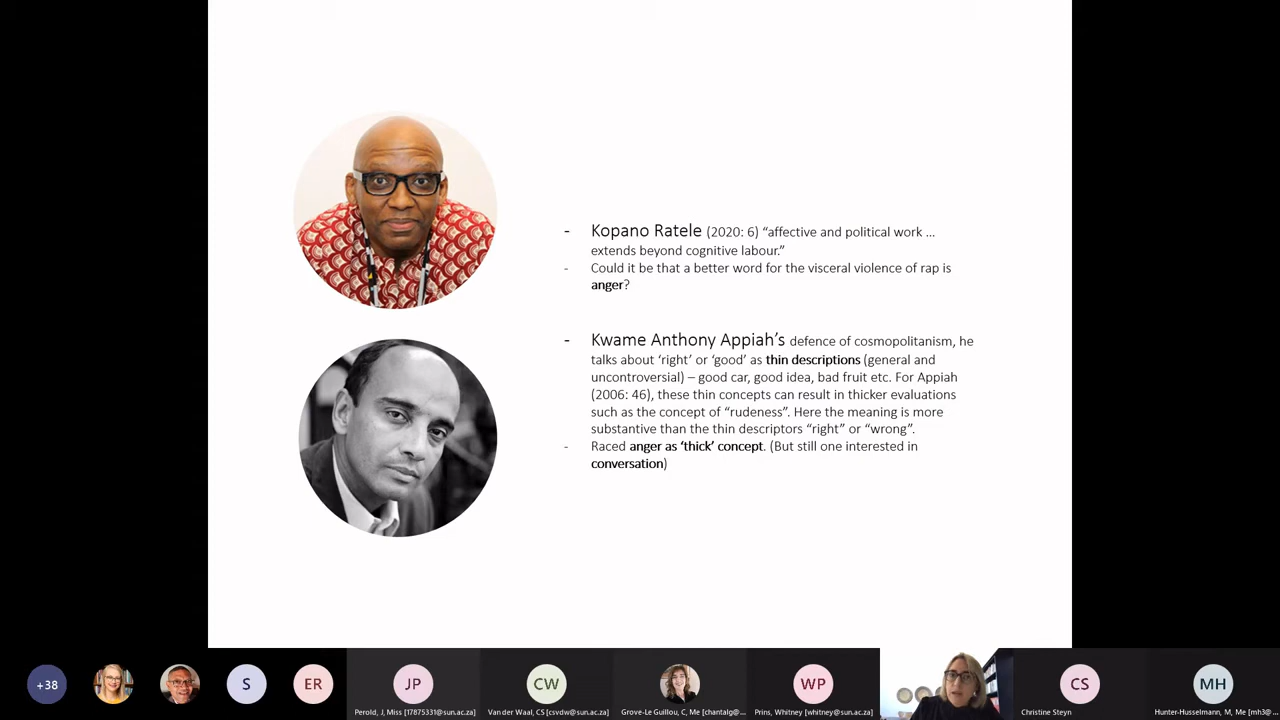 - Kopano Ratele (2020: 6) “affective and political work …
extends beyond cognitive labour.”
- Could it be that a better word for the visceral violence of rap is
anger?
- Kwame Anthony Appiah’s defence of cosmopolitanism, he
talks about ‘right’ or ‘good’ as thin descriptions (general and
uncontroversial) – good car, good idea, bad fruit etc. For Appiah
(2006: 46), these thin concepts can result in thicker evaluations
such as the concept of “rudeness”. Here the meaning is more
substantive than the thin descriptors “right” or “wrong”.
- Raced anger as ‘thick’ concept. (But still one interested in
conversation)
+38
S
ER
JP
CW
WP
CS
MH
Perold, J, Miss [17875331@sun.ac.za]
Van der Waal, CS [csvdw@sun.ac.za]
Grove-Le Guillou, C, Me [chantalg@...
Prins, Whitney [whitney@sun.ac.za]
Christine Steyn
Hunter-Husselmann, M, Me [mh3@...